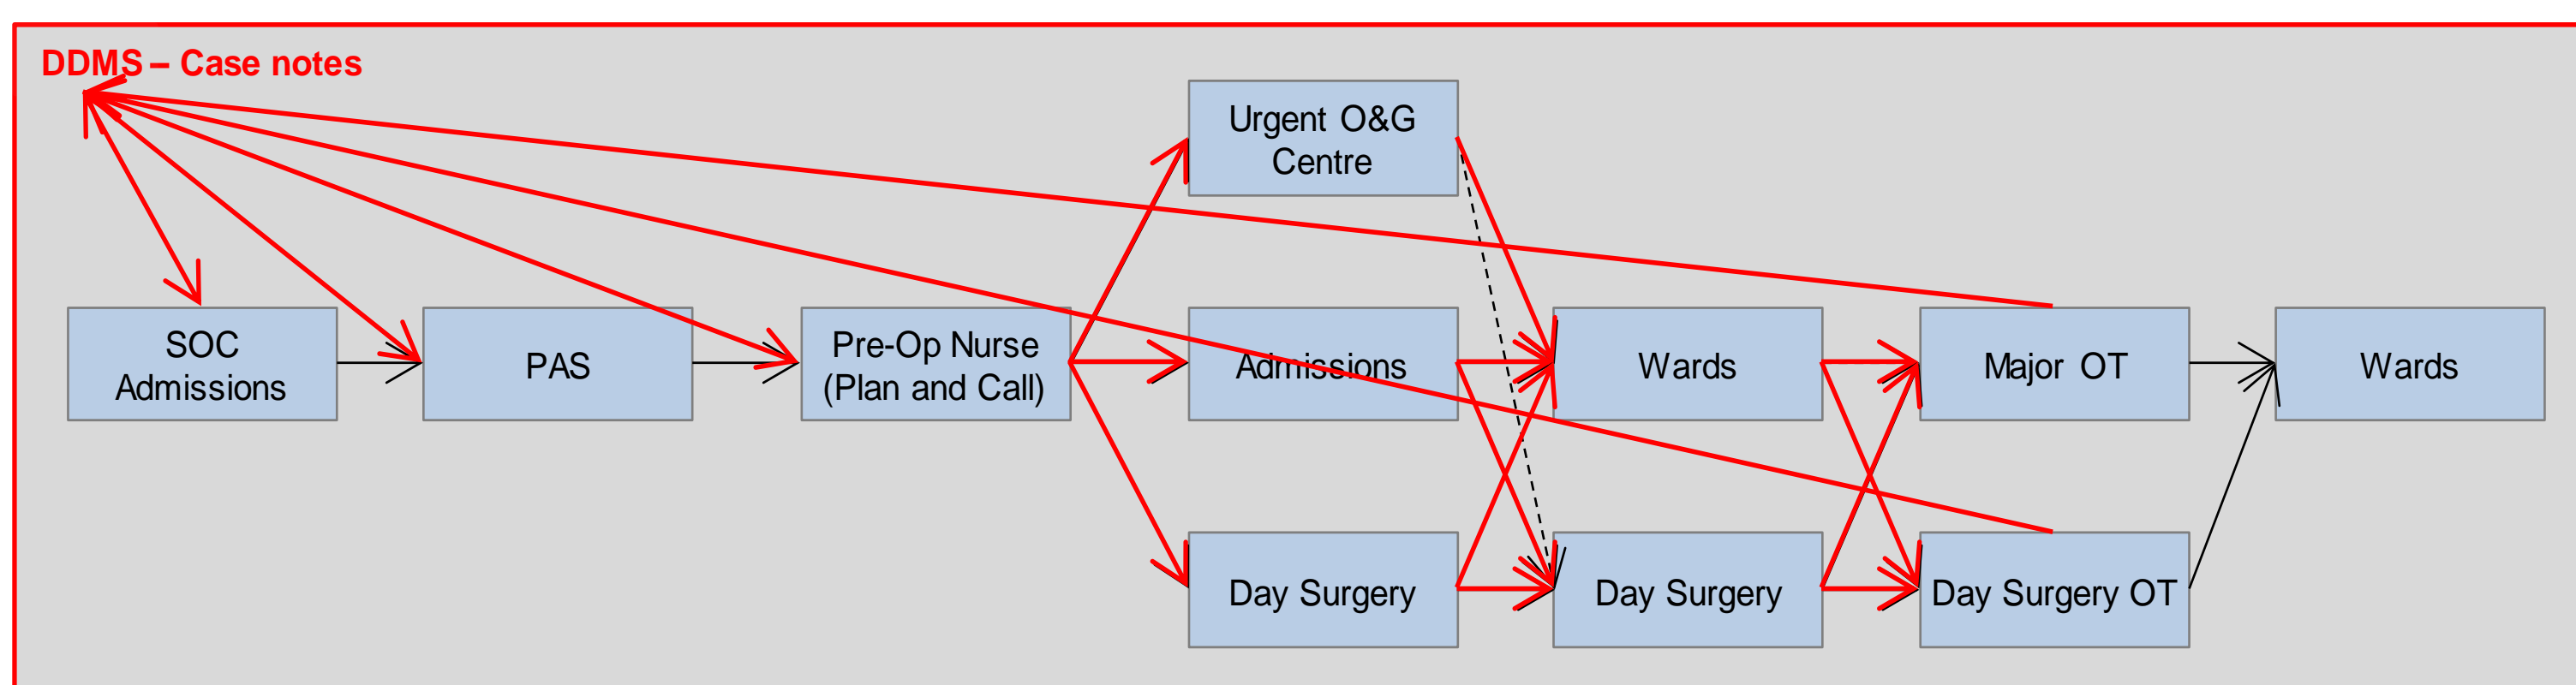 DDMS – Case notes
Urgent O&G
Centre
SOC
Admissions
PAS
Pre-Op Nurse
(Plan and Call)
Admissions
Wards
Major OT
Wards
Day Surgery
Day Surgery
Day Surgery OT